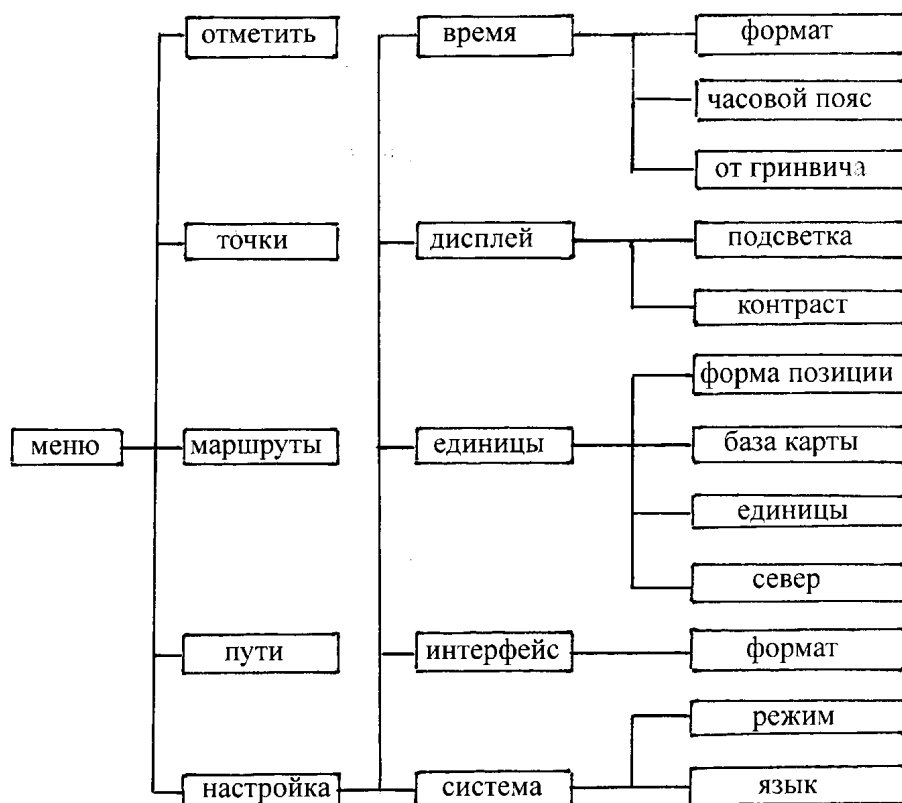 отметить
время
формат
часовой пояс
от гринвича
точки
дисплей
подсветка
контраст
форма позиции
меню
маршруты
единицы
база карты
единицы
север
пути
интерфейс
формат
режим
настройка
система
язык